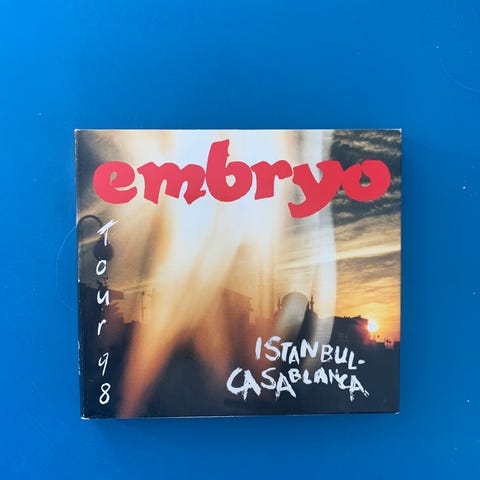 embryo
Tour 98
ISTANBUL-
CASABLANCA